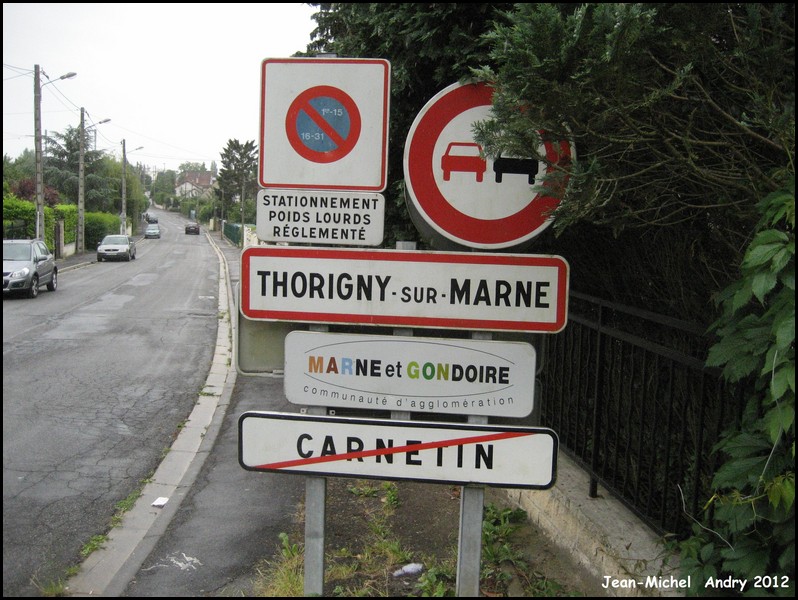 1er-15
16-31
STATIONNEMENT
POIDS LOURDS
RÉGLEMENTÉ
THORIGNY-SUR-MARNE
MARNE et GONDOIRE
communauté d'agglomération
CARNETIN
Jean-Michel Andry 2012